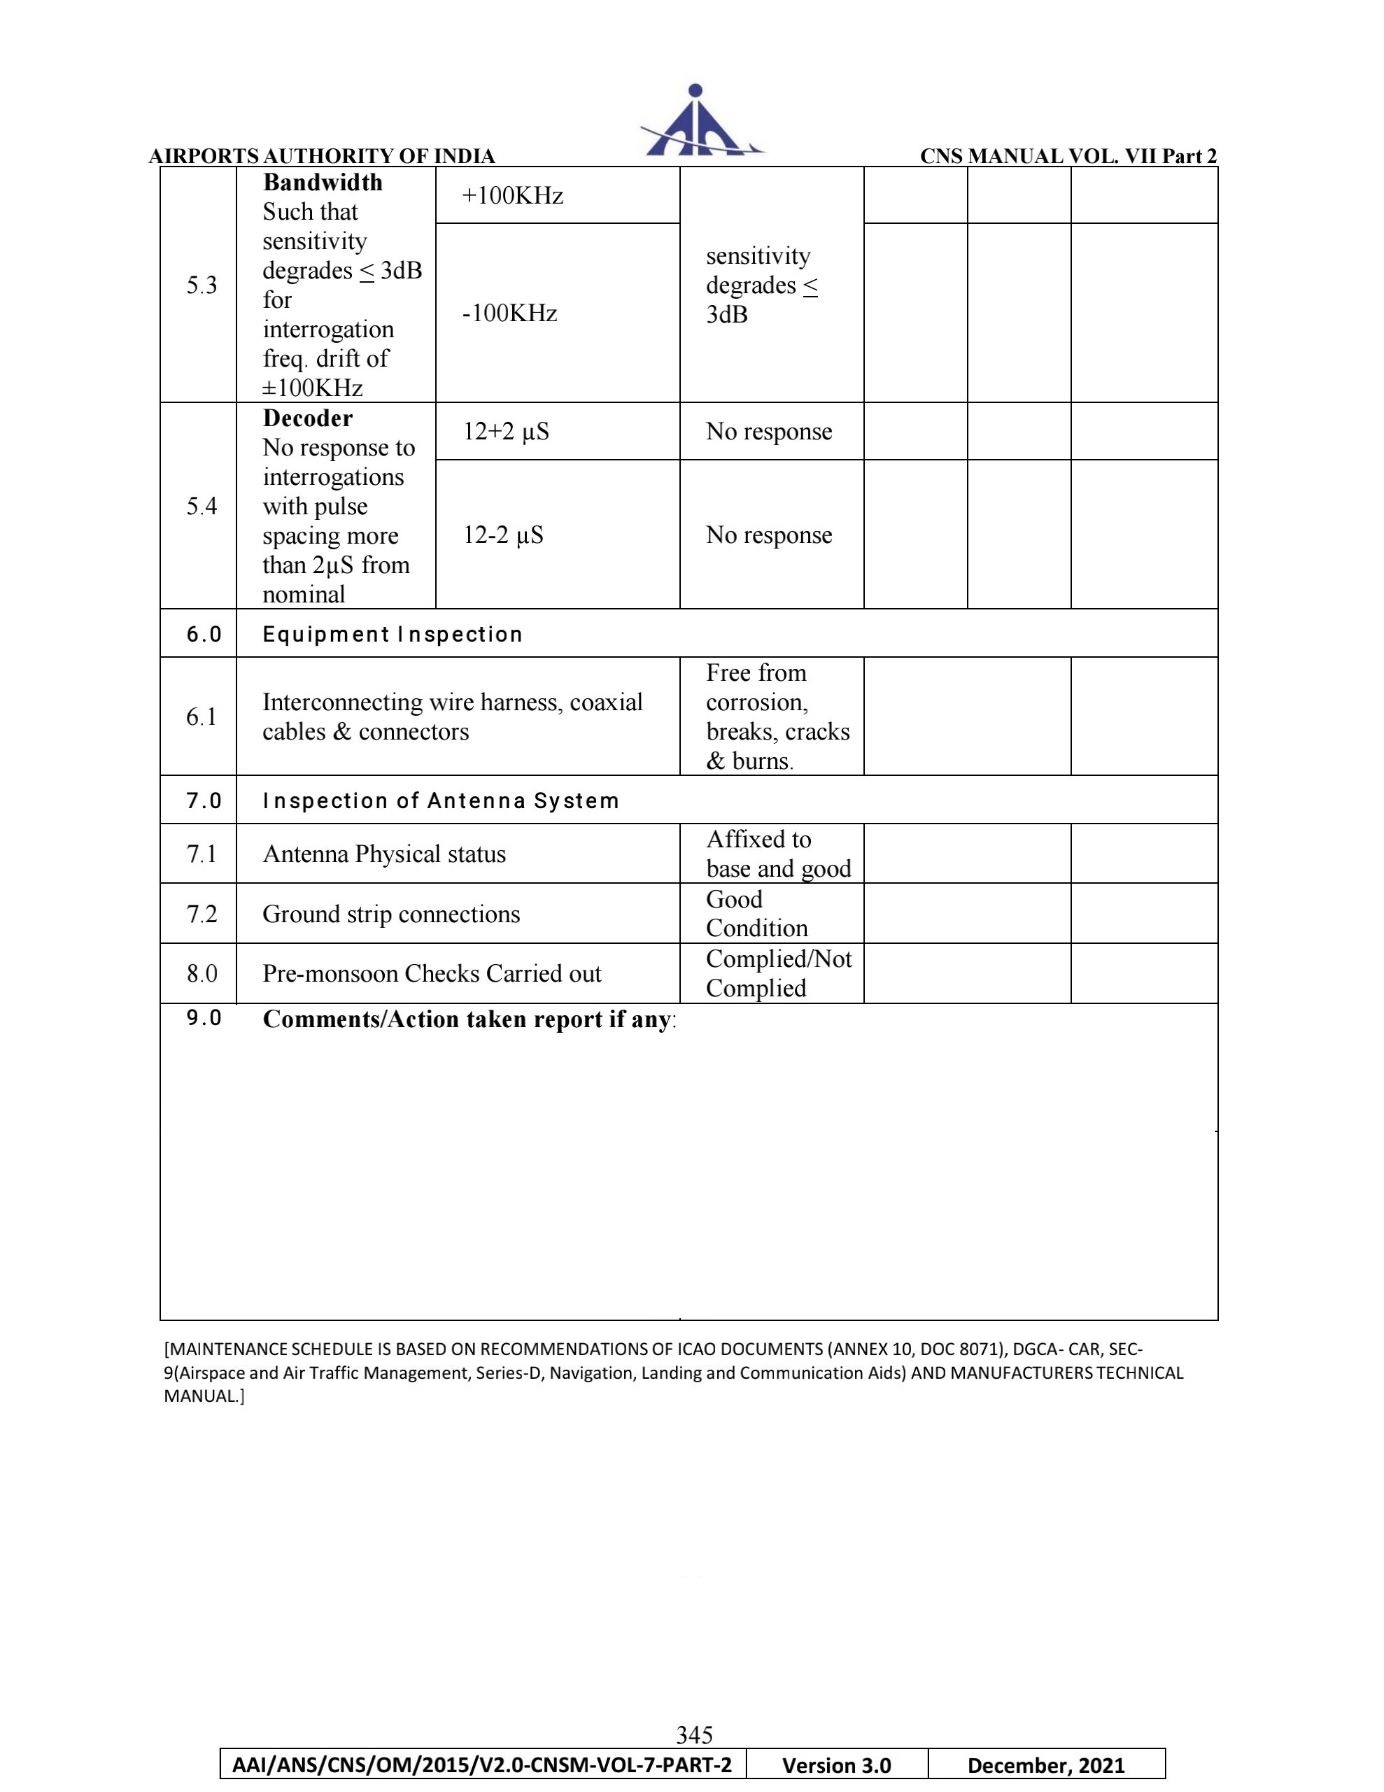 AIRPORTS AUTHORITY OF INDIA
CNS MANUAL VOL. VII Part 2
5.3
Bandwidth
Such that
sensitivity
degrades ≤ 3dB
for
interrogation
freq. drift of
±100KHz
+100KHz
-100KHz
sensitivity
degrades ≤
3dB
5.4
Decoder
No response to
interrogations
with pulse
spacing more
than 2µS from
nominal
12+2 µS
No response
12-2 µS
No response
6.0
Equipment Inspection
6.1
Interconnecting wire harness, coaxial
cables & connectors
Free from
corrosion,
breaks, cracks
& burns.
7.0
Inspection of Antenna System
7.1
Antenna Physical status
Affixed to
base and good
7.2
Ground strip connections
Good
Condition
8.0
Pre-monsoon Checks Carried out
Complied/Not
Complied
9.0
Comments/Action taken report if any:
[MAINTENANCE SCHEDULE IS BASED ON RECOMMENDATIONS OF ICAO DOCUMENTS (ANNEX 10, DOC 8071), DGCA- CAR, SEC-
9(Airspace and Air Traffic Management, Series-D, Navigation, Landing and Communication Aids) AND MANUFACTURERS TECHNICAL
MANUAL.]
345
AAI/ANS/CNS/OM/2015/V2.0-CNSM-VOL-7-PART-2
Version 3.0
December, 2021